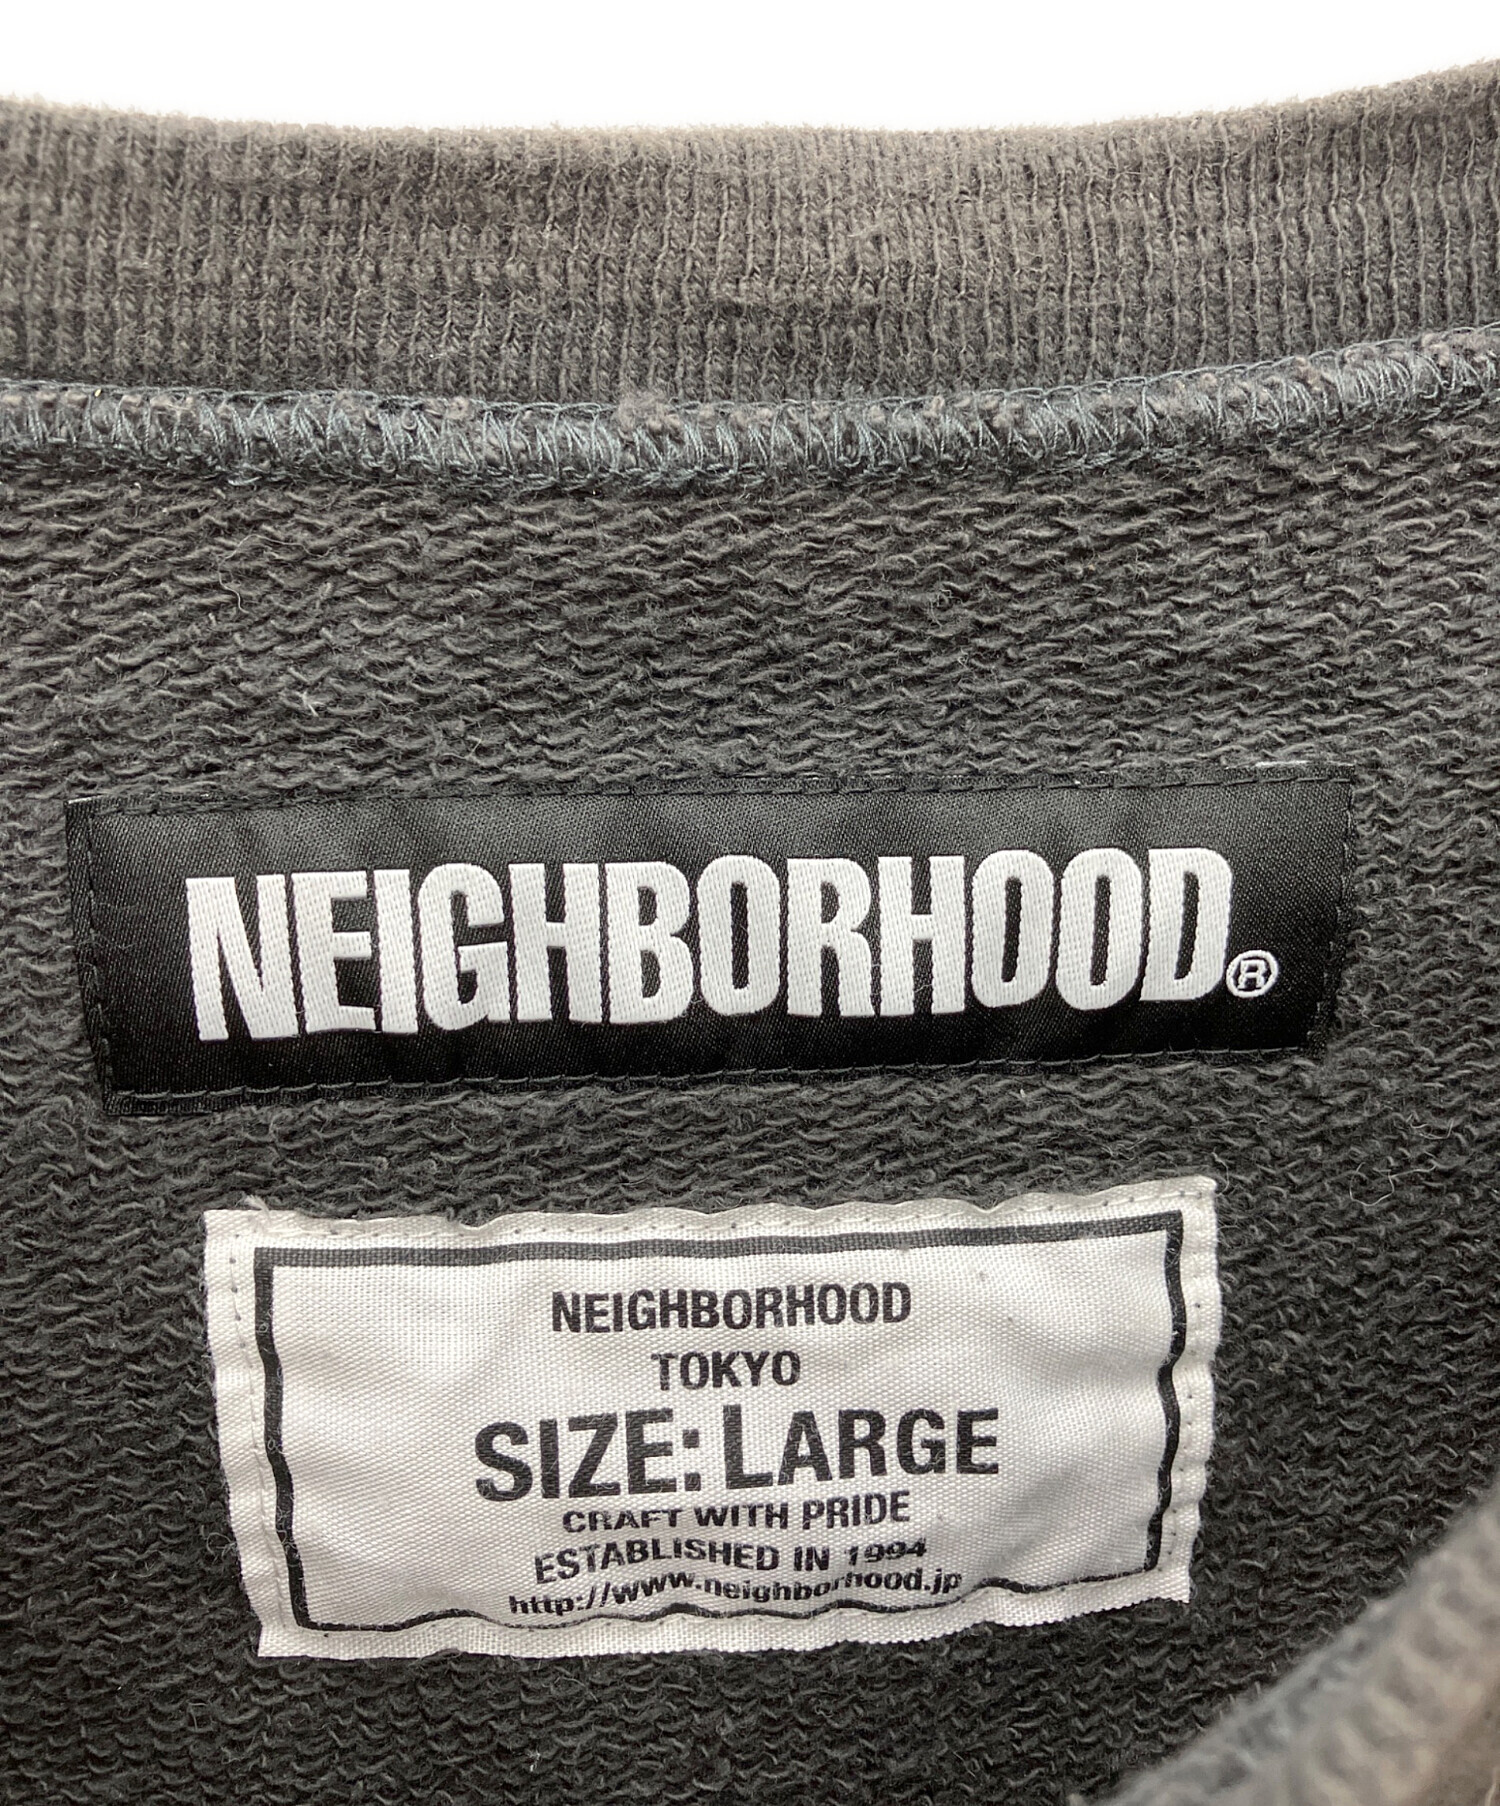 NEIGHBORHOOD®
NEIGHBORHOOD
TOKYO
SIZE: LARGE
CRAFT WITH PRIDE
ESTABLISHED IN 1994
http://www.neighborhood.jp